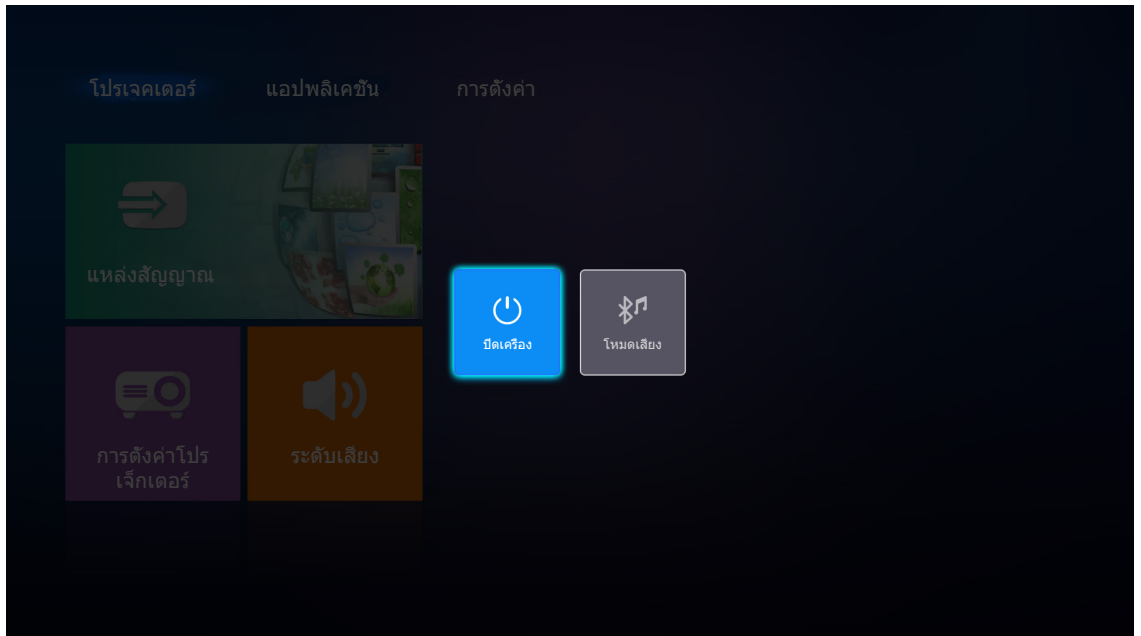 โปรเจคเตอร์ แอปพลิเคชัน การตั้งค่า
แหล่งสัญญาณ
ปิดเครื่อง โหมดเสียง
การตั้งค่าโปร
เจ็กเตอร์
ระดับเสียง